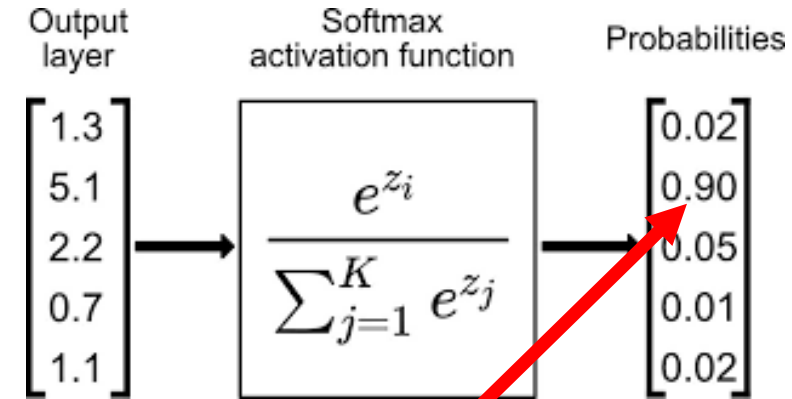 Output
layer
Softmax
activation function
Probabilities
1.3
5.1
2.2
0.7
1.1
e^{z_i}
∑_{j=1}^{K} e^{z_j}
0.02
0.90
0.05
0.01
0.02